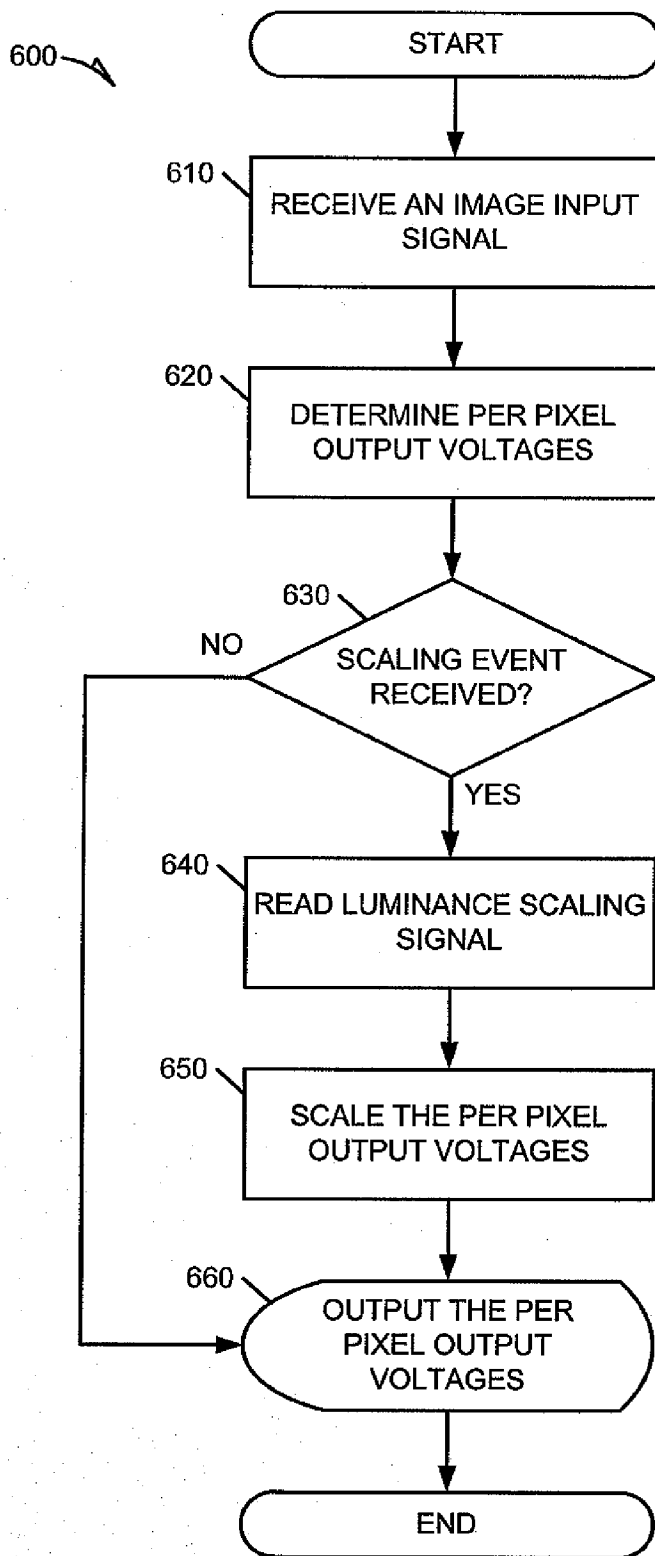 600
START
610
RECEIVE AN IMAGE INPUT
SIGNAL
620
DETERMINE PER PIXEL
OUTPUT VOLTAGES
630
NO
SCALING EVENT
RECEIVED?
YES
640
READ LUMINANCE SCALING
SIGNAL
650
SCALE THE PER PIXEL
OUTPUT VOLTAGES
660
OUTPUT THE PER
PIXEL OUTPUT
VOLTAGES
END